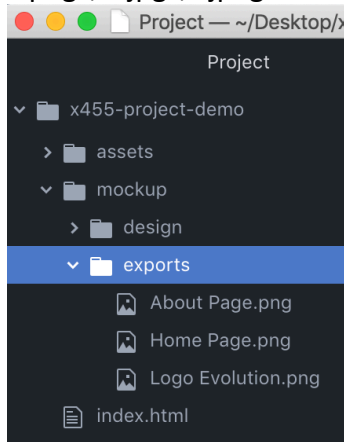 Project — ~/Desktop/x
Project
x455-project-demo
assets
mockup
design
exports
About Page.png
Home Page.png
Logo Evolution.png
index.html